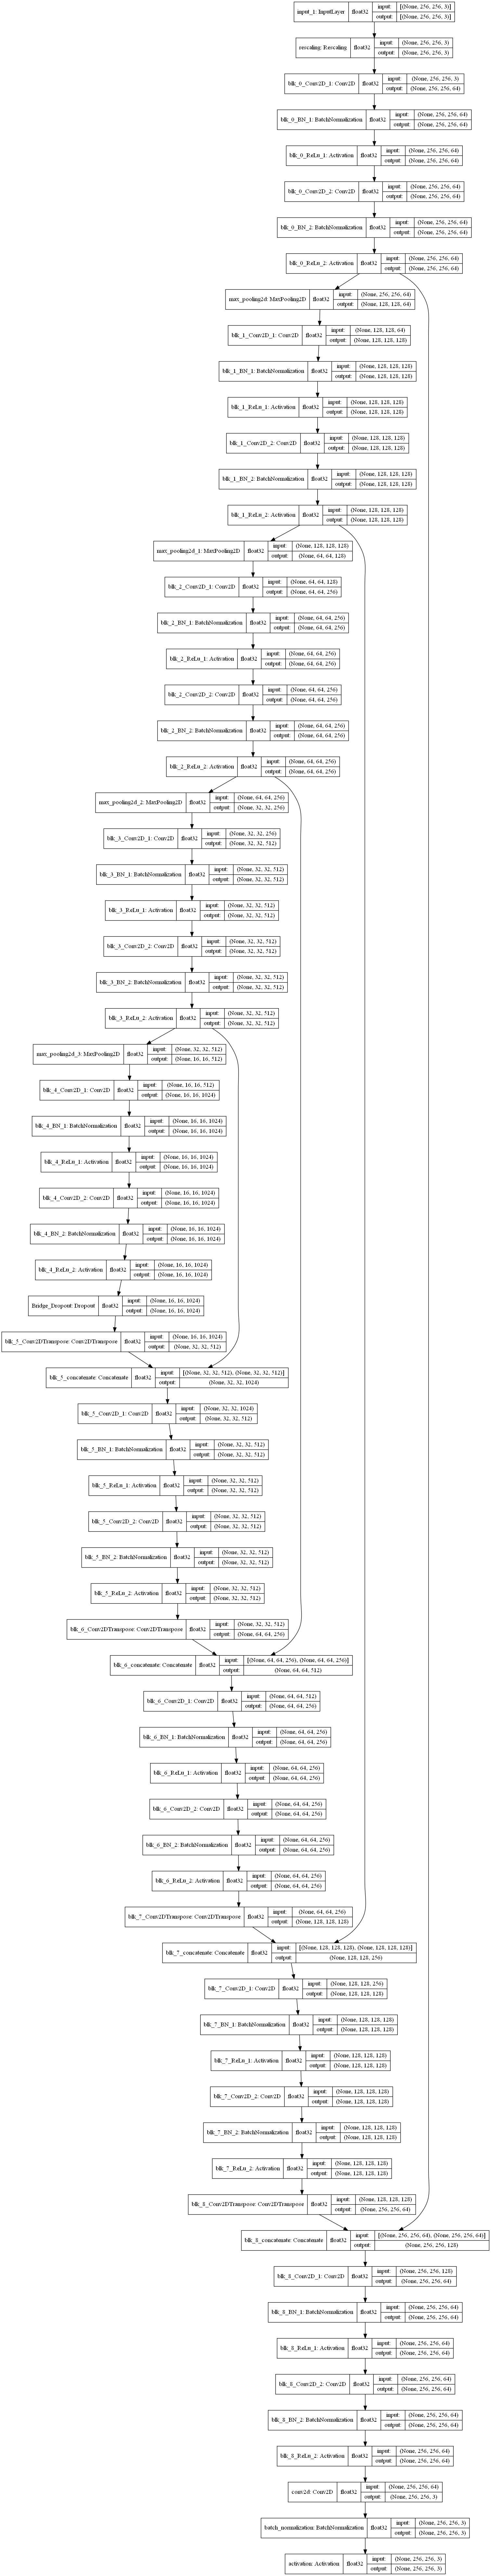 input_1: InputLayer float32 input: [(None, 256, 256, 3)]
output: [(None, 256, 256, 3)]
rescaling: Rescaling float32 input: (None, 256, 256, 3)
output: (None, 256, 256, 3)
blk_0_Conv2D_1: Conv2D float32 input: (None, 256, 256, 3)
output: (None, 256, 256, 64)
blk_0_BN_1: BatchNormalization float32 input: (None, 256, 256, 64)
output: (None, 256, 256, 64)
blk_0_ReLu_1: Activation float32 input: (None, 256, 256, 64)
output: (None, 256, 256, 64)
blk_0_Conv2D_2: Conv2D float32 input: (None, 256, 256, 64)
output: (None, 256, 256, 64)
blk_0_BN_2: BatchNormalization float32 input: (None, 256, 256, 64)
output: (None, 256, 256, 64)
blk_0_ReLu_2: Activation float32 input: (None, 256, 256, 64)
output: (None, 256, 256, 64)
max_pooling2d: MaxPooling2D float32 input: (None, 256, 256, 64)
output: (None, 128, 128, 64)
blk_1_Conv2D_1: Conv2D float32 input: (None, 128, 128, 64)
output: (None, 128, 128, 128)
blk_1_BN_1: BatchNormalization float32 input: (None, 128, 128, 128)
output: (None, 128, 128, 128)
blk_1_ReLu_1: Activation float32 input: (None, 128, 128, 128)
output: (None, 128, 128, 128)
blk_1_Conv2D_2: Conv2D float32 input: (None, 128, 128, 128)
output: (None, 128, 128, 128)
blk_1_BN_2: BatchNormalization float32 input: (None, 128, 128, 128)
output: (None, 128, 128, 128)
blk_1_ReLu_2: Activation float32 input: (None, 128, 128, 128)
output: (None, 128, 128, 128)
max_pooling2d_1: MaxPooling2D float32 input: (None, 128, 128, 128)
output: (None, 64, 64, 128)
blk_2_Conv2D_1: Conv2D float32 input: (None, 64, 64, 128)
output: (None, 64, 64, 256)
blk_2_BN_1: BatchNormalization float32 input: (None, 64, 64, 256)
output: (None, 64, 64, 256)
blk_2_ReLu_1: Activation float32 input: (None, 64, 64, 256)
output: (None, 64, 64, 256)
blk_2_Conv2D_2: Conv2D float32 input: (None, 64, 64, 256)
output: (None, 64, 64, 256)
blk_2_BN_2: BatchNormalization float32 input: (None, 64, 64, 256)
output: (None, 64, 64, 256)
blk_2_ReLu_2: Activation float32 input: (None, 64, 64, 256)
output: (None, 64, 64, 256)
max_pooling2d_2: MaxPooling2D float32 input: (None, 64, 64, 256)
output: (None, 32, 32, 256)
blk_3_Conv2D_1: Conv2D float32 input: (None, 32, 32, 256)
output: (None, 32, 32, 512)
blk_3_BN_1: BatchNormalization float32 input: (None, 32, 32, 512)
output: (None, 32, 32, 512)
blk_3_ReLu_1: Activation float32 input: (None, 32, 32, 512)
output: (None, 32, 32, 512)
blk_3_Conv2D_2: Conv2D float32 input: (None, 32, 32, 512)
output: (None, 32, 32, 512)
blk_3_BN_2: BatchNormalization float32 input: (None, 32, 32, 512)
output: (None, 32, 32, 512)
blk_3_ReLu_2: Activation float32 input: (None, 32, 32, 512)
output: (None, 32, 32, 512)
max_pooling2d_3: MaxPooling2D float32 input: (None, 32, 32, 512)
output: (None, 16, 16, 512)
blk_4_Conv2D_1: Conv2D float32 input: (None, 16, 16, 512)
output: (None, 16, 16, 1024)
blk_4_BN_1: BatchNormalization float32 input: (None, 16, 16, 1024)
output: (None, 16, 16, 1024)
blk_4_ReLu_1: Activation float32 input: (None, 16, 16, 1024)
output: (None, 16, 16, 1024)
blk_4_Conv2D_2: Conv2D float32 input: (None, 16, 16, 1024)
output: (None, 16, 16, 1024)
blk_4_BN_2: BatchNormalization float32 input: (None, 16, 16, 1024)
output: (None, 16, 16, 1024)
blk_4_ReLu_2: Activation float32 input: (None, 16, 16, 1024)
output: (None, 16, 16, 1024)
Bridge_Dropout: Dropout float32 input: (None, 16, 16, 1024)
output: (None, 16, 16, 1024)
blk_5_Conv2DTranspose: Conv2DTranspose float32 input: (None, 16, 16, 1024)
output: (None, 32, 32, 512)
blk_5_concatenate: Concatenate float32 input: [(None, 32, 32, 512), (None, 32, 32, 512)]
output: (None, 32, 32, 1024)
blk_5_Conv2D_1: Conv2D float32 input: (None, 32, 32, 1024)
output: (None, 32, 32, 512)
blk_5_BN_1: BatchNormalization float32 input: (None, 32, 32, 512)
output: (None, 32, 32, 512)
blk_5_ReLu_1: Activation float32 input: (None, 32, 32, 512)
output: (None, 32, 32, 512)
blk_5_Conv2D_2: Conv2D float32 input: (None, 32, 32, 512)
output: (None, 32, 32, 512)
blk_5_BN_2: BatchNormalization float32 input: (None, 32, 32, 512)
output: (None, 32, 32, 512)
blk_5_ReLu_2: Activation float32 input: (None, 32, 32, 512)
output: (None, 32, 32, 512)
blk_6_Conv2DTranspose: Conv2DTranspose float32 input: (None, 32, 32, 512)
output: (None, 64, 64, 256)
blk_6_concatenate: Concatenate float32 input: [(None, 64, 64, 256), (None, 64, 64, 256)]
output: (None, 64, 64, 512)
blk_6_Conv2D_1: Conv2D float32 input: (None, 64, 64, 512)
output: (None, 64, 64, 256)
blk_6_BN_1: BatchNormalization float32 input: (None, 64, 64, 256)
output: (None, 64, 64, 256)
blk_6_ReLu_1: Activation float32 input: (None, 64, 64, 256)
output: (None, 64, 64, 256)
blk_6_Conv2D_2: Conv2D float32 input: (None, 64, 64, 256)
output: (None, 64, 64, 256)
blk_6_BN_2: BatchNormalization float32 input: (None, 64, 64, 256)
output: (None, 64, 64, 256)
blk_6_ReLu_2: Activation float32 input: (None, 64, 64, 256)
output: (None, 64, 64, 256)
blk_7_Conv2DTranspose: Conv2DTranspose float32 input: (None, 64, 64, 256)
output: (None, 128, 128, 128)
blk_7_concatenate: Concatenate float32 input: [(None, 128, 128, 128), (None, 128, 128, 128)]
output: (None, 128, 128, 256)
blk_7_Conv2D_1: Conv2D float32 input: (None, 128, 128, 256)
output: (None, 128, 128, 128)
blk_7_BN_1: BatchNormalization float32 input: (None, 128, 128, 128)
output: (None, 128, 128, 128)
blk_7_ReLu_1: Activation float32 input: (None, 128, 128, 128)
output: (None, 128, 128, 128)
blk_7_Conv2D_2: Conv2D float32 input: (None, 128, 128, 128)
output: (None, 128, 128, 128)
blk_7_BN_2: BatchNormalization float32 input: (None, 128, 128, 128)
output: (None, 128, 128, 128)
blk_7_ReLu_2: Activation float32 input: (None, 128, 128, 128)
output: (None, 128, 128, 128)
blk_8_Conv2DTranspose: Conv2DTranspose float32 input: (None, 128, 128, 128)
output: (None, 256, 256, 64)
blk_8_concatenate: Concatenate float32 input: [(None, 256, 256, 64), (None, 256, 256, 64)]
output: (None, 256, 256, 128)
blk_8_Conv2D_1: Conv2D float32 input: (None, 256, 256, 128)
output: (None, 256, 256, 64)
blk_8_BN_1: BatchNormalization float32 input: (None, 256, 256, 64)
output: (None, 256, 256, 64)
blk_8_ReLu_1: Activation float32 input: (None, 256, 256, 64)
output: (None, 256, 256, 64)
blk_8_Conv2D_2: Conv2D float32 input: (None, 256, 256, 64)
output: (None, 256, 256, 64)
blk_8_BN_2: BatchNormalization float32 input: (None, 256, 256, 64)
output: (None, 256, 256, 64)
blk_8_ReLu_2: Activation float32 input: (None, 256, 256, 64)
output: (None, 256, 256, 64)
conv2d: Conv2D float32 input: (None, 256, 256, 64)
output: (None, 256, 256, 3)
batch_normalization: BatchNormalization float32 input: (None, 256, 256, 3)
output: (None, 256, 256, 3)
activation: Activation float32 input: (None, 256, 256, 3)
output: (None, 256, 256, 3)